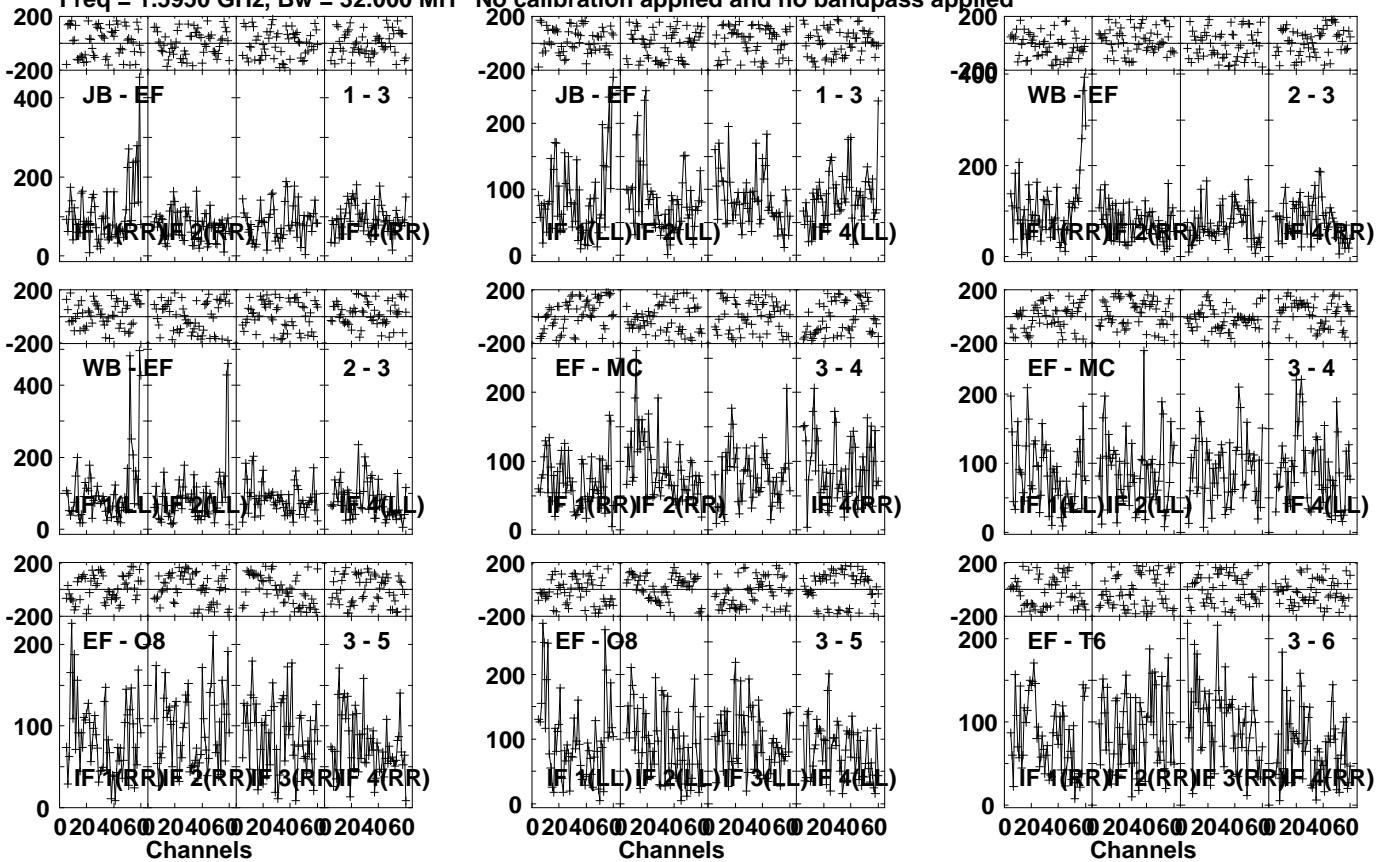 Freq = 1.5950 GHz, Bw = 32.000 MH No calibration applied and no bandpass applied
200
-200
400
200
0
JB - EF
1 - 3
IF 1(RR) IF 2(RR) IF 4(RR)
200
-200
200
100
0
JB - EF
1 - 3
IF 1(LL) IF 2(LL) IF 4(LL)
200
-200
400
200
0
WB - EF
2 - 3
IF 1(RR) IF 2(RR) IF 4(RR)
200
-200
400
200
0
WB - EF
2 - 3
IF 1(LL) IF 2(LL) IF 4(LL)
200
-200
200
100
0
EF - MC
3 - 4
IF 1(RR) IF 2(RR) IF 4(RR)
200
-200
200
100
0
EF - MC
3 - 4
IF 1(LL) IF 2(LL) IF 4(LL)
200
-200
200
100
0
EF - O8
3 - 5
IF 1(RR) IF 2(RR) IF 3(RR) IF 4(RR)
0 20 40 60 0 20 40 60 0 20 40 60 0 20 40 60
Channels
200
-200
200
100
0
EF - O8
3 - 5
IF 1(LL) IF 2(LL) IF 3(LL) IF 4(LL)
0 20 40 60 0 20 40 60 0 20 40 60 0 20 40 60
Channels
200
-200
200
100
0
EF - T6
3 - 6
IF 1(RR) IF 2(RR) IF 3(RR) IF 4(RR)
0 20 40 60 0 20 40 60 0 20 40 60 0 20 40 60
Channels